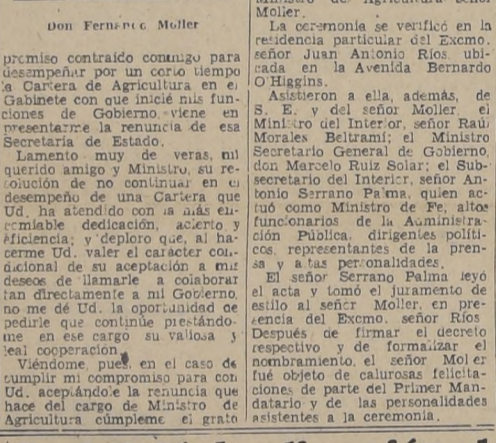 Don Fernando Moller
promiso contraído conmigo para
desempeñar por un corto tiempo
la Cartera de Agricultura en el
Gabinete con que inicié mis fun-
ciones de Gobierno, viene en
presentarme la renuncia de esa
Secretaría de Estado.
Lamento muy de veras, mi
querido amigo y Ministro, su re-
solución de no continuar en el
desempeño de una Cartera que
Ud. ha atendido con la más en-
comiable dedicación, acierto y
eficiencia; y deploro que, al ha-
cerme Ud. valer el carácter con-
dicional de su aceptación a mis
deseos de llamarle a colaborar
tan directamente a mi Gobierno,
no me dé Ud. la oportunidad de
pedirle que continúe prestándo-
me en ese cargo su valiosa y
leal cooperación.
Viéndome, pues, en el caso de
cumplir mi compromiso para con
Ud. aceptándole la renuncia que
hace del cargo de Ministro de
Agricultura cúmpleme el grato
Moller.
La ceremonia se verificó en la
residencia particular del Excmo.
señor Juan Antonio Ríos, ubi-
cada en la Avenida Bernardo
O'Higgins.
Asistieron a ella, además, de
S. E. y del señor Moller, el
Ministro del Interior, señor Raúl
Morales Beltramí; el Ministro
Secretario General de Gobierno,
don Marcelo Ruiz Solar; el Sub-
secretario del Interior, señor An-
tonio Serrano Palma, quien ac-
tuó como Ministro de Fe, altos
funcionarios de la Administra-
ción Pública, dirigentes políti-
cos, representantes de la pren-
sa y altas personalidades.
El señor Serrano Palma leyó
el acta y tomó el juramento de
estilo al señor Moller, en pre-
sencia del Excmo. señor Ríos
Después de firmar el decreto
respectivo y de formalizar el
nombramiento, el señor Moller
fué objeto de calurosas felicita-
ciones de parte del Primer Man-
datario y de las personalidades
asistentes a la ceremonia.